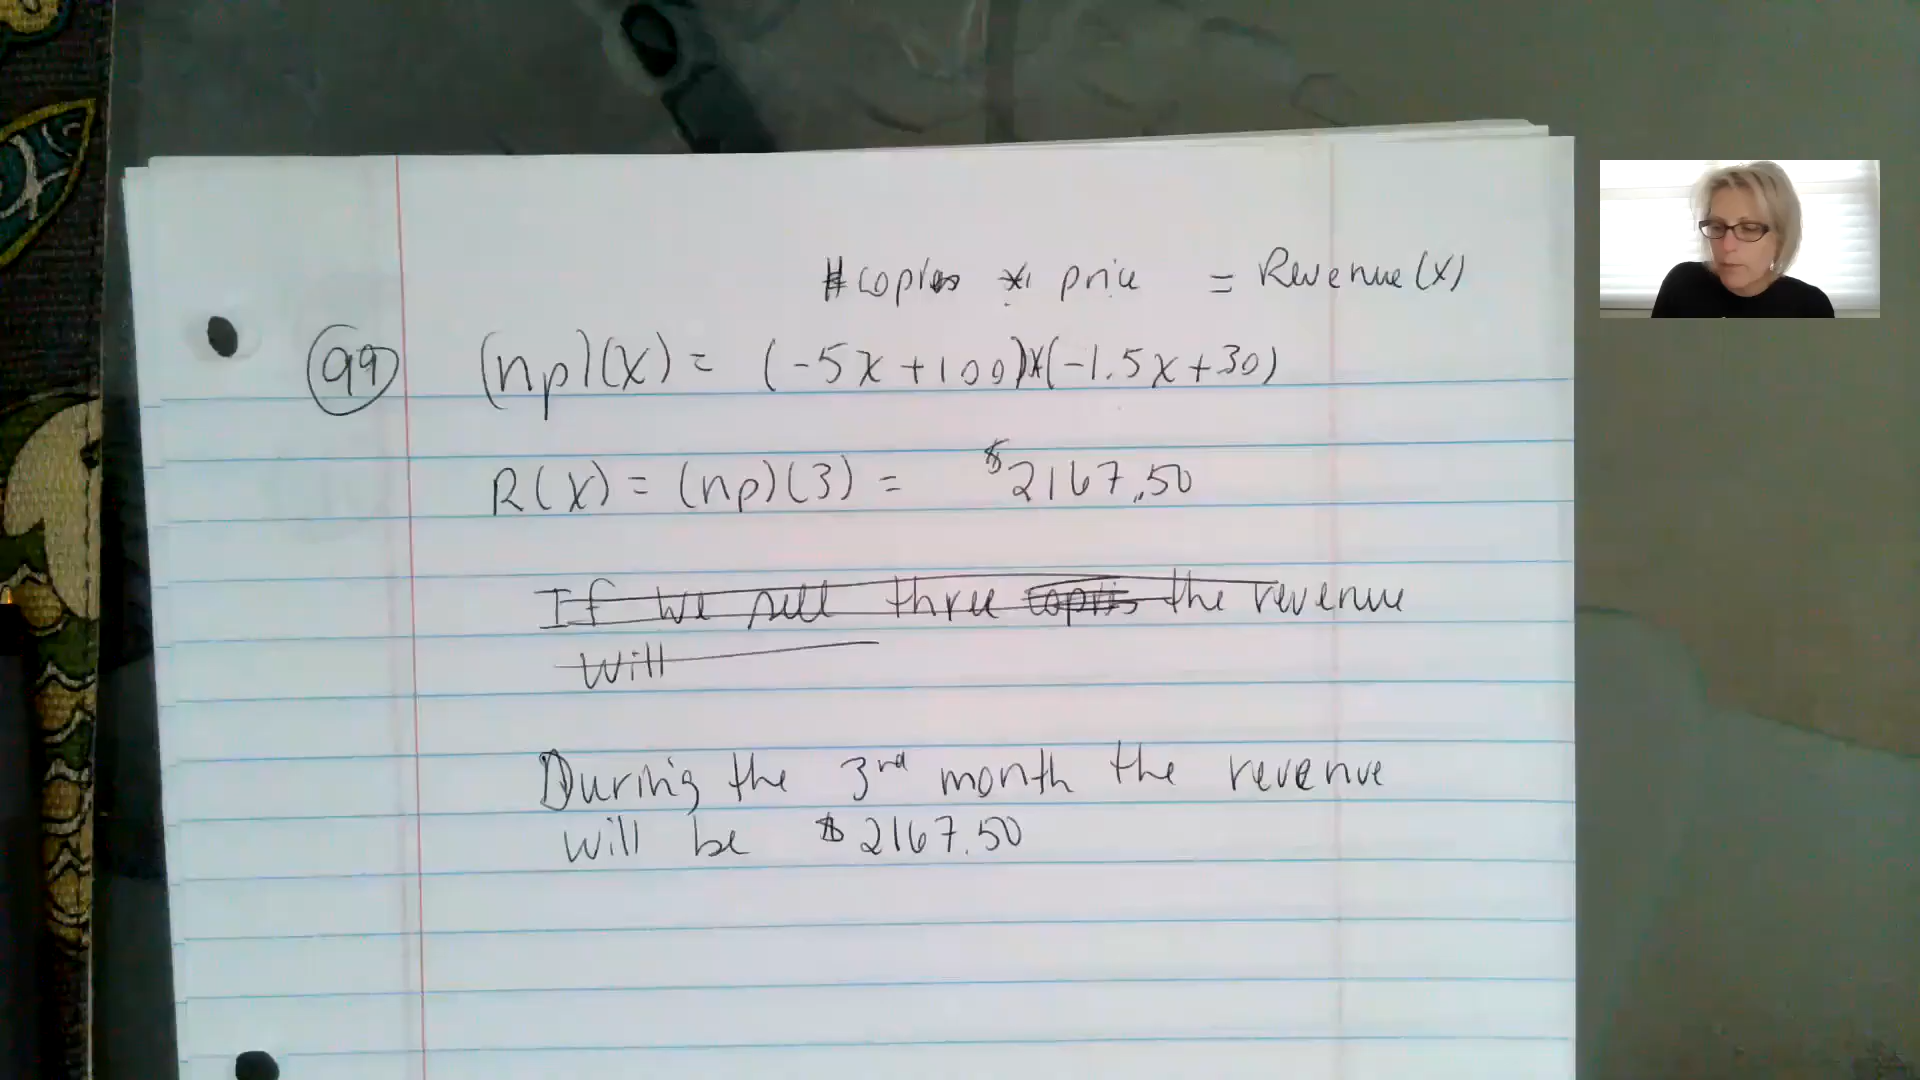 #copies * price = Revenue(x)
99 (np)(x) = (-5x+100)*(-1.5x+30)
R(x) = (np)(3) = $2167.50
If we sell three copies the revenue
will
During the 3rd month the revenue
will be $2167.50